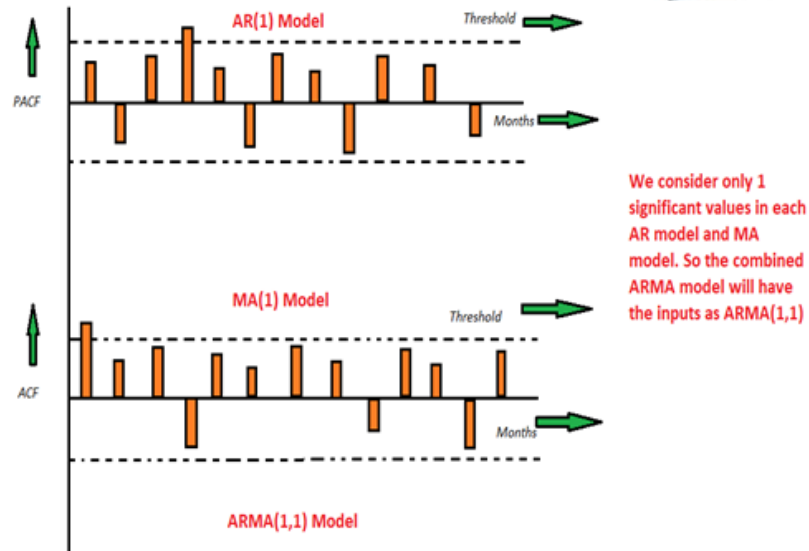 AR(1) Model
Threshold
PACF
Months
We consider only 1
significant values in each
AR model and MA
model. So the combined
ARMA model will have
the inputs as ARMA(1,1)
MA(1) Model
Threshold
ACF
Months
ARMA(1,1) Model